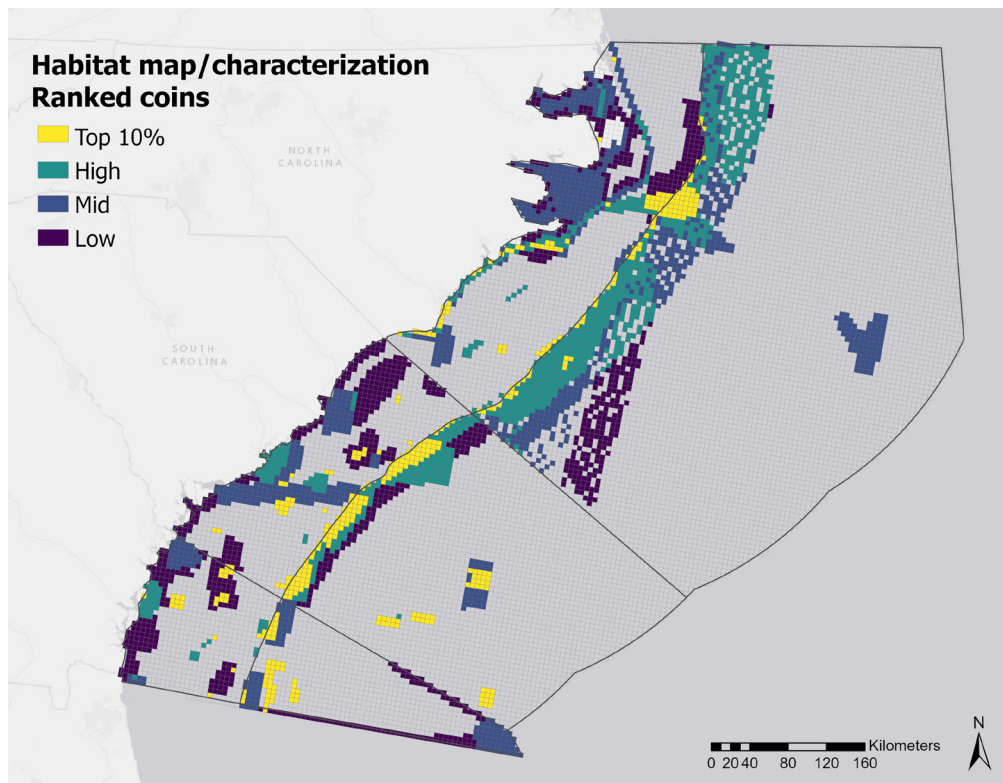 Habitat map/characterization
Ranked coins
Top 10%
High
Mid
Low
NORTH
CAROLINA
SOUTH
CAROLINA
N
Kilometers
0 20 40 80 120 160